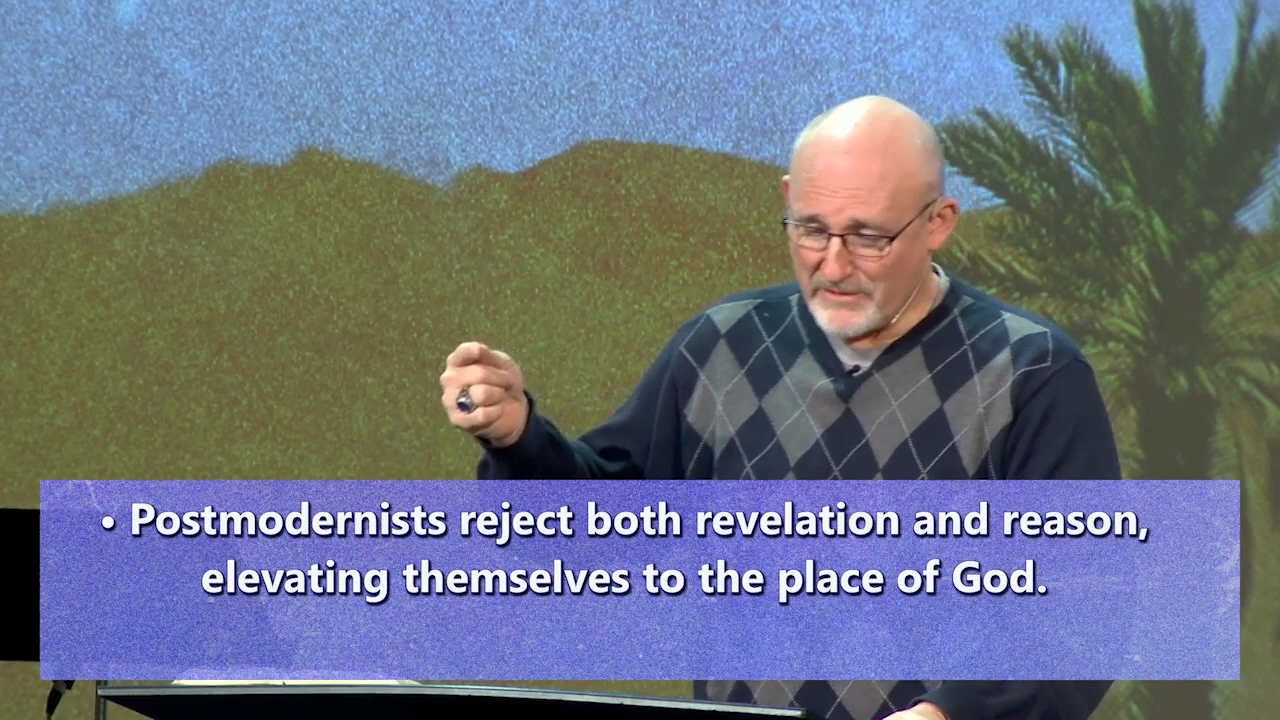 • Postmodernists reject both revelation and reason,
elevating themselves to the place of God.